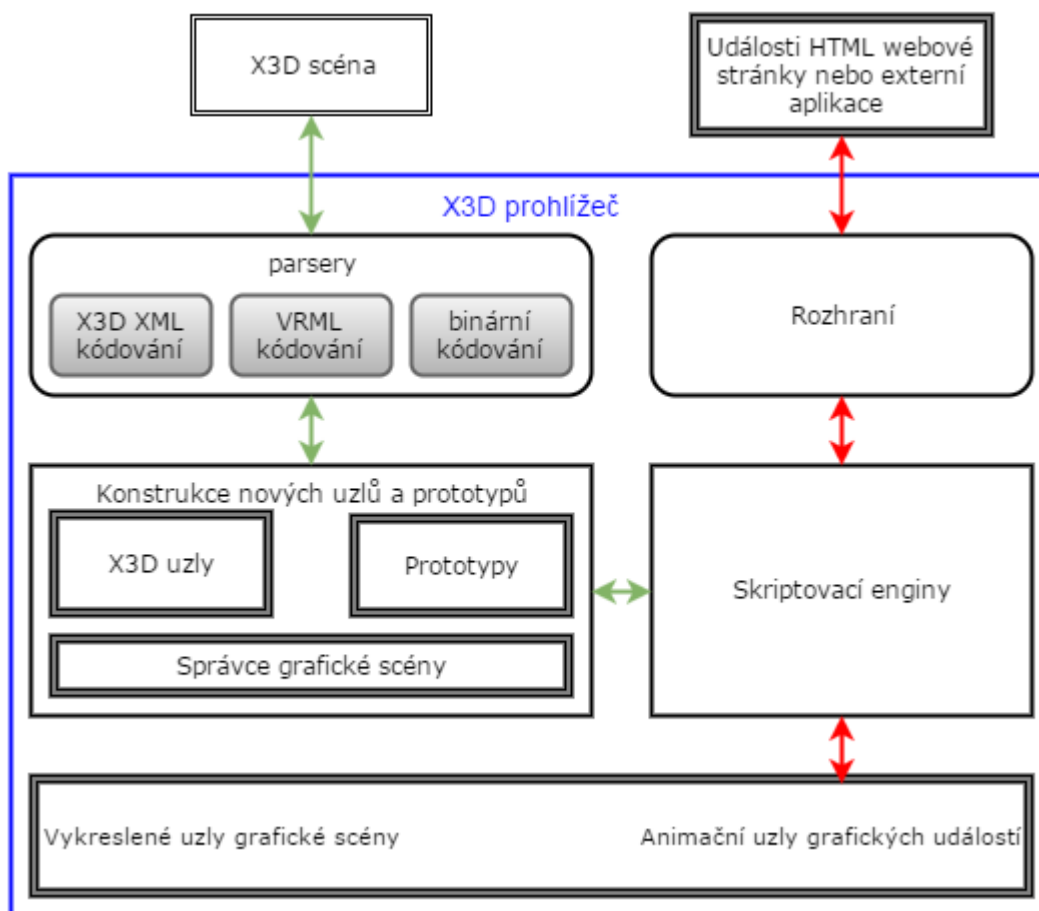 X3D scéna
Události HTML webové
stránky nebo externí
aplikace
X3D prohlížeč
parsery
X3D XML
kódování
VRML
kódování
binární
kódování
Rozhraní
Konstrukce nových uzlů a prototypů
X3D uzly
Prototypy
Správce grafické scény
Skriptovací enginy
Vykreslené uzly grafické scény
Animační uzly grafických událostí